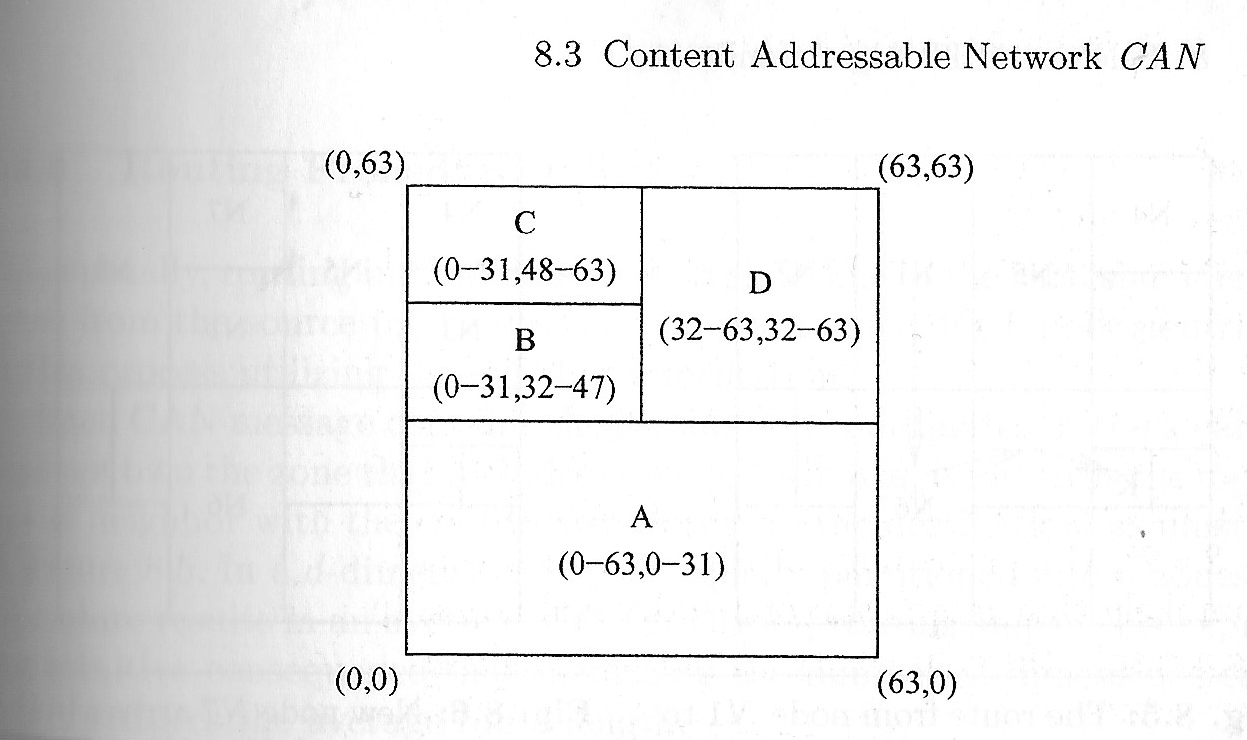 8.3 Content Addressable Network CAN
(0,63)
(63,63)
C
(0−31,48−63)
D
(32−63,32−63)
B
(0−31,32−47)
A
(0−63,0−31)
(0,0)
(63,0)